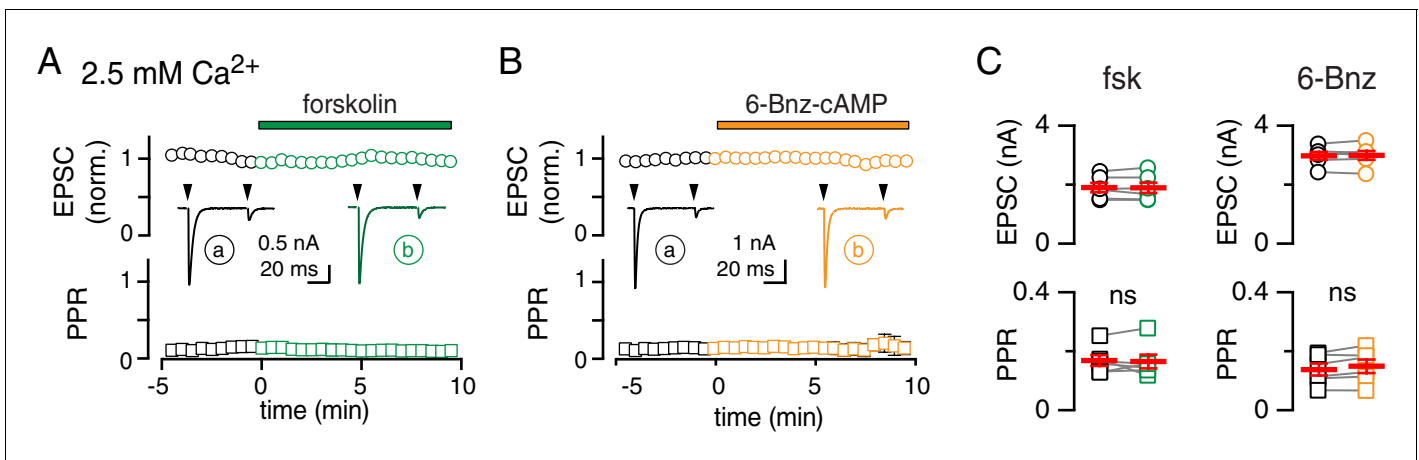 A 2.5 mM Ca2+
forskolin
EPSC
(norm.)
1
0
a
0.5 nA
20 ms
b
PPR
1
0
-5 0 5 10
time (min)
B
6-Bnz-cAMP
EPSC
(norm.)
1
0
a
1 nA
20 ms
b
PPR
1
0
-5 0 5 10
time (min)
C
fsk 6-Bnz
EPSC (nA)
4
0
EPSC (nA)
4
0
PPR
0.4
0
ns
PPR
0.4
0
ns